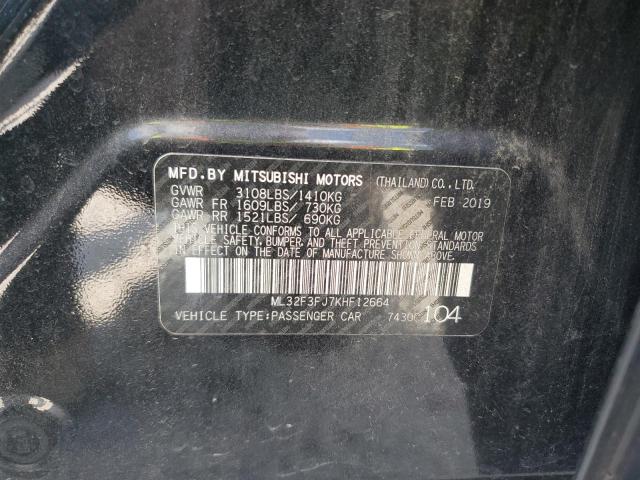 MFD.BY MITSUBISHI MOTORS (THAILAND) CO., LTD.
GVWR 3108LBS/1410KG FEB 2019
GAWR FR 1609LBS/ 730KG
GAWR RR 1521LBS/ 690KG
THIS VEHICLE CONFORMS TO ALL APPLICABLE FEDERAL MOTOR
VEHICLE SAFETY, BUMPER, AND THEFT PREVENTION STANDARDS
IN EFFECT ON THE DATE OF MANUFACTURE SHOWN ABOVE.
ML32F3FJ7KHF12664
VEHICLE TYPE:PASSENGER CAR 7430C 104